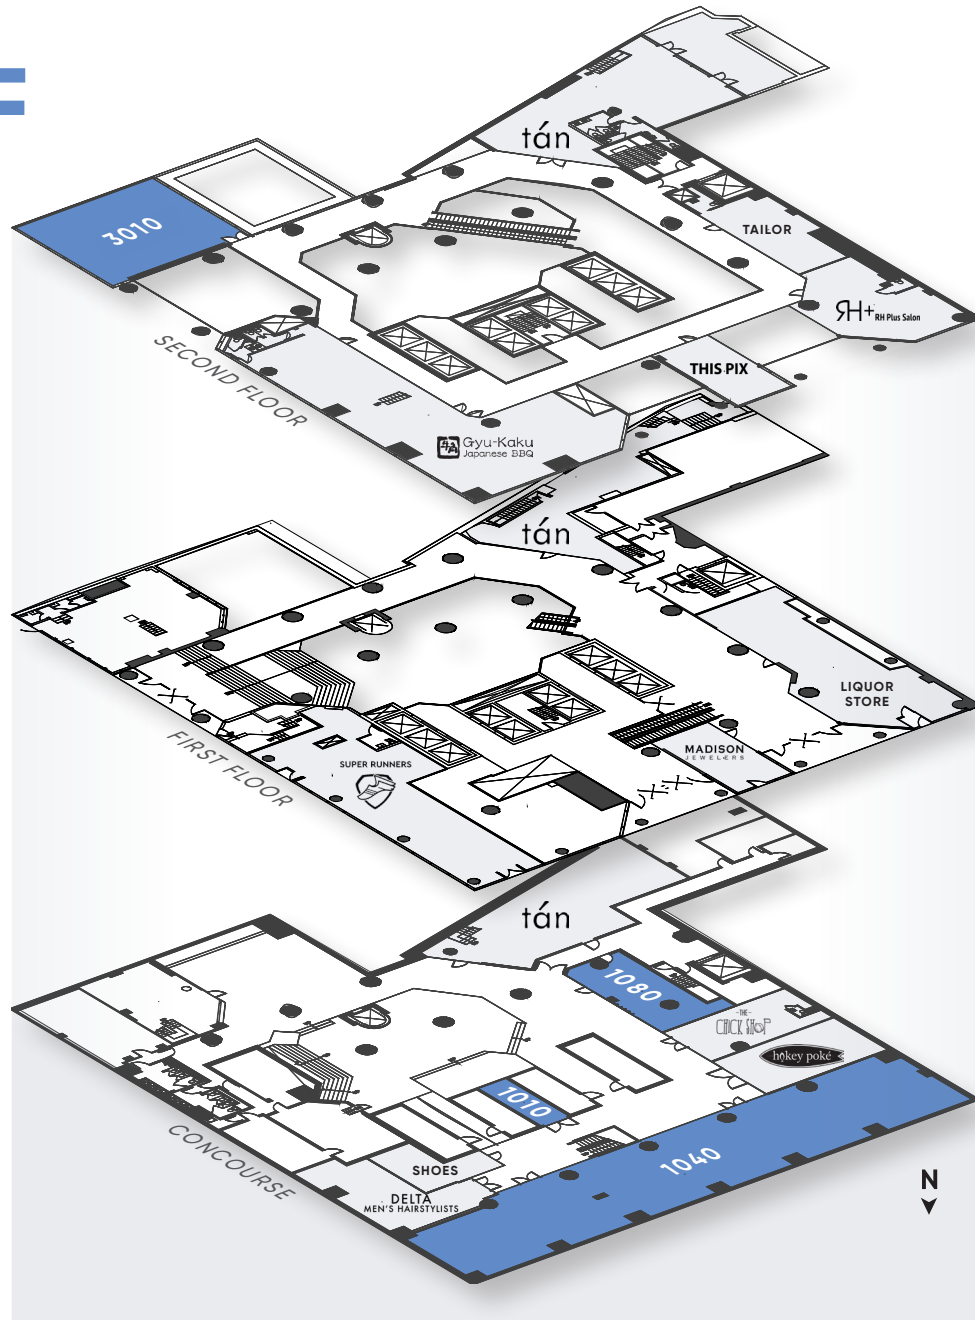 tán
3010
TAILOR
RH+ RH Plus Salon
THIS PIX
SECOND FLOOR
Gyu-Kaku
Japanese BBQ
tán
LIQUOR
STORE
MADISON
JEWELERS
SUPER RUNNERS
FIRST FLOOR
tán
1080
-THE-
CHICK SHOP
hokey poké
1010
1040
SHOES
DELTA
MEN'S HAIRSTYLISTS
CONCOURSE
N